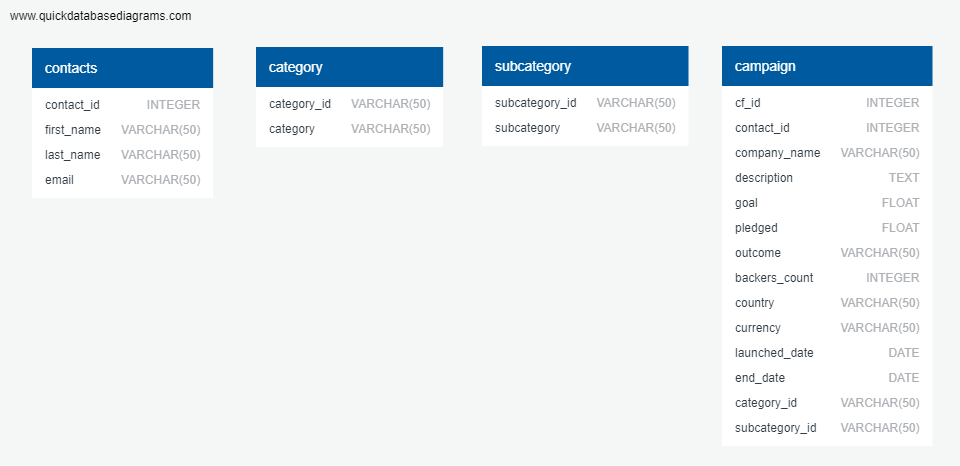 www.quickdatabasediagrams.com
contacts
contact_id INTEGER
first_name VARCHAR(50)
last_name VARCHAR(50)
email VARCHAR(50)
category
category_id VARCHAR(50)
category VARCHAR(50)
subcategory
subcategory_id VARCHAR(50)
subcategory VARCHAR(50)
campaign
cf_id INTEGER
contact_id INTEGER
company_name VARCHAR(50)
description TEXT
goal FLOAT
pledged FLOAT
outcome VARCHAR(50)
backers_count INTEGER
country VARCHAR(50)
currency VARCHAR(50)
launched_date DATE
end_date DATE
category_id VARCHAR(50)
subcategory_id VARCHAR(50)